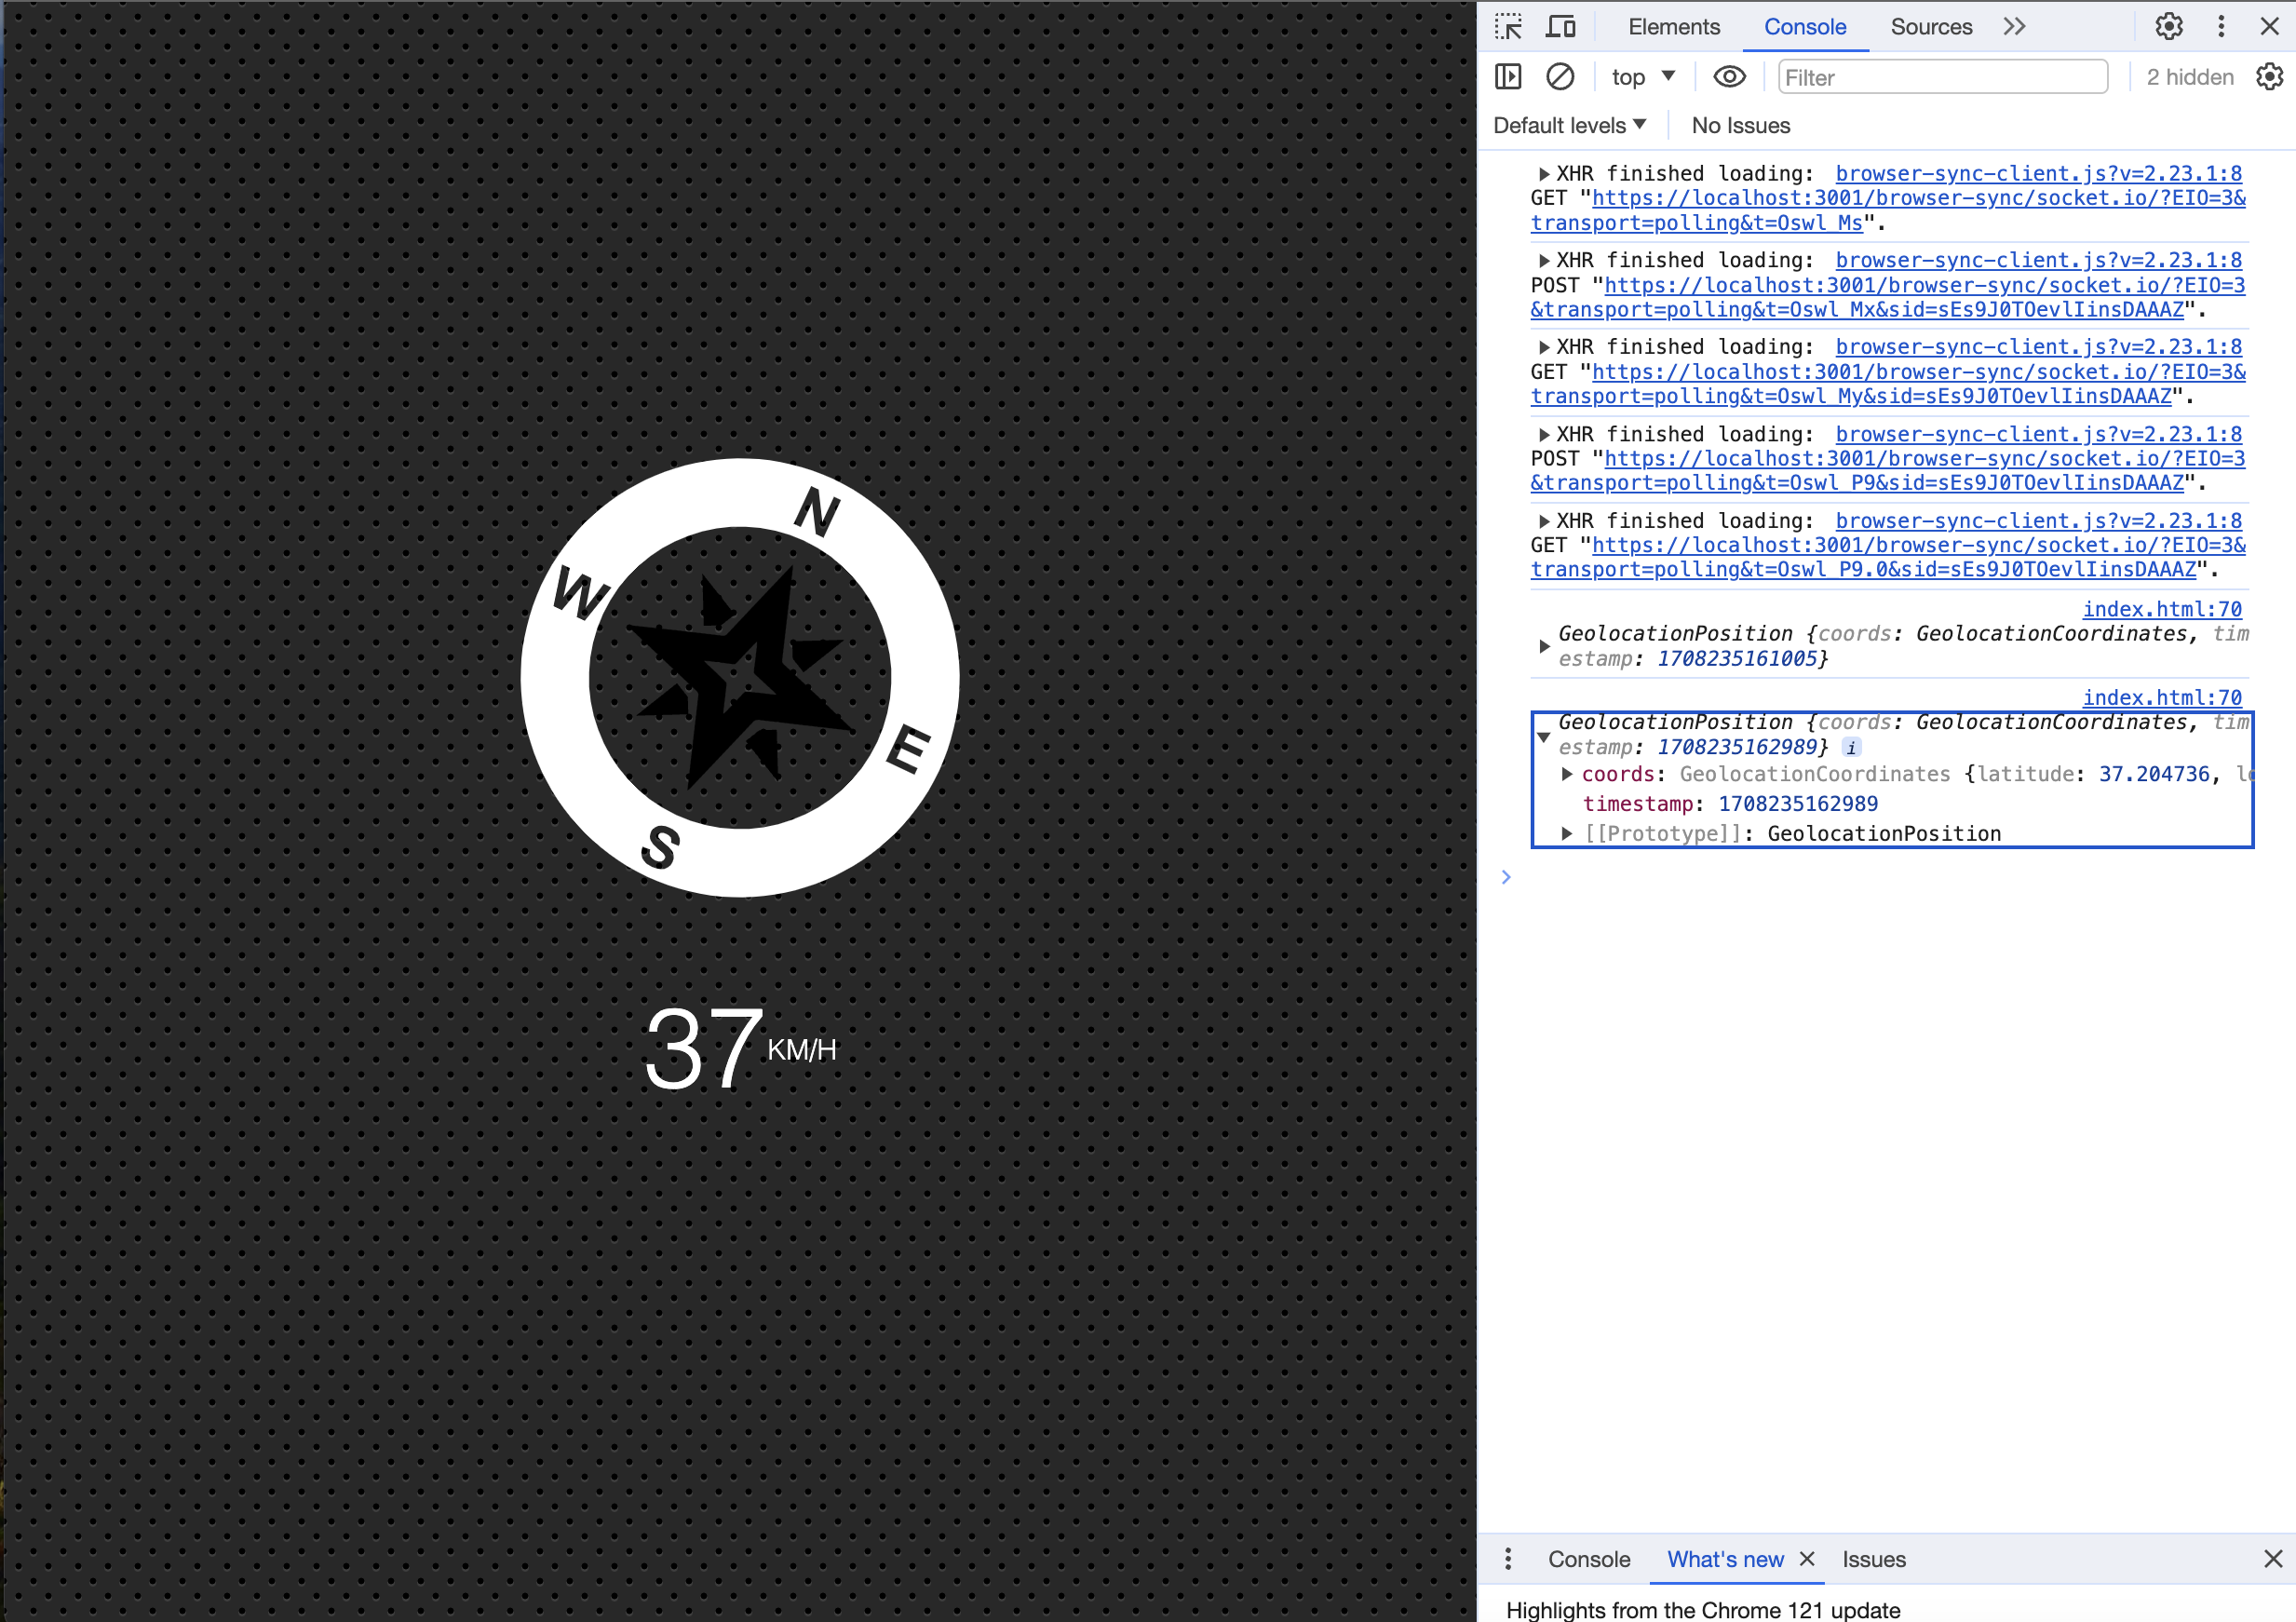 N
W
E
S
37 KM/H
Elements Console Sources
top Filter 2 hidden
Default levels No Issues
XHR finished loading: browser-sync-client.js?v=2.23.1:8
GET "https://localhost:3001/browser-sync/socket.io/?EIO=3&
transport=polling&t=Oswl_Ms".
XHR finished loading: browser-sync-client.js?v=2.23.1:8
POST "https://localhost:3001/browser-sync/socket.io/?EIO=3
&transport=polling&t=Oswl_Mx&sid=sEs9J0TOevlIinsDAAAZ".
XHR finished loading: browser-sync-client.js?v=2.23.1:8
GET "https://localhost:3001/browser-sync/socket.io/?EIO=3&
transport=polling&t=Oswl_My&sid=sEs9J0TOevlIinsDAAAZ".
XHR finished loading: browser-sync-client.js?v=2.23.1:8
POST "https://localhost:3001/browser-sync/socket.io/?EIO=3
&transport=polling&t=Oswl_P9&sid=sEs9J0TOevlIinsDAAAZ".
XHR finished loading: browser-sync-client.js?v=2.23.1:8
GET "https://localhost:3001/browser-sync/socket.io/?EIO=3&
transport=polling&t=Oswl_P9.0&sid=sEs9J0TOevlIinsDAAAZ".
index.html:70
GeolocationPosition {coords: GeolocationCoordinates, tim
estamp: 1708235161005}
index.html:70
GeolocationPosition {coords: GeolocationCoordinates, tim
estamp: 1708235162989} i
coords: GeolocationCoordinates {latitude: 37.204736,
timestamp: 1708235162989
[[Prototype]]: GeolocationPosition
Console What's new Issues
Highlights from the Chrome 121 update